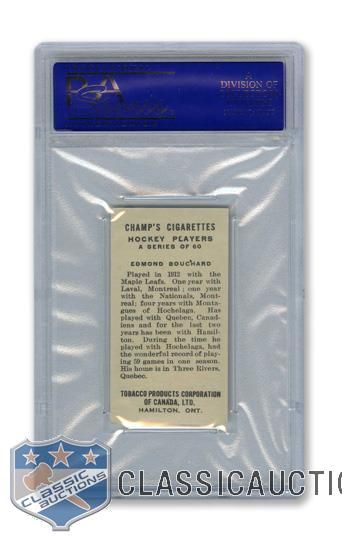 PSA
A
DIVISION OF
CHAMP'S CIGARETTES
HOCKEY PLAYERS
A SERIES OF 60
EDMOND BOUCHARD
Played in 1912 with the
Maple Leafs. One year with
Laval, Montreal; one year
with the Nationals, Mont-
real; four years with Monta-
gues of Hochelaga. Has
played with Quebec, Canad-
iens and for the last two
years has been with Hamil-
ton. During the time he
played with Hochelaga, had
the wonderful record of play-
ing 59 games in one season.
His home is in Three Rivers,
Quebec.
TOBACCO PRODUCTS CORPORATION
OF CANADA, LTD.
HAMILTON, ONT.
CLASSIC
AUCTIONS
CLASSICAUCTIO